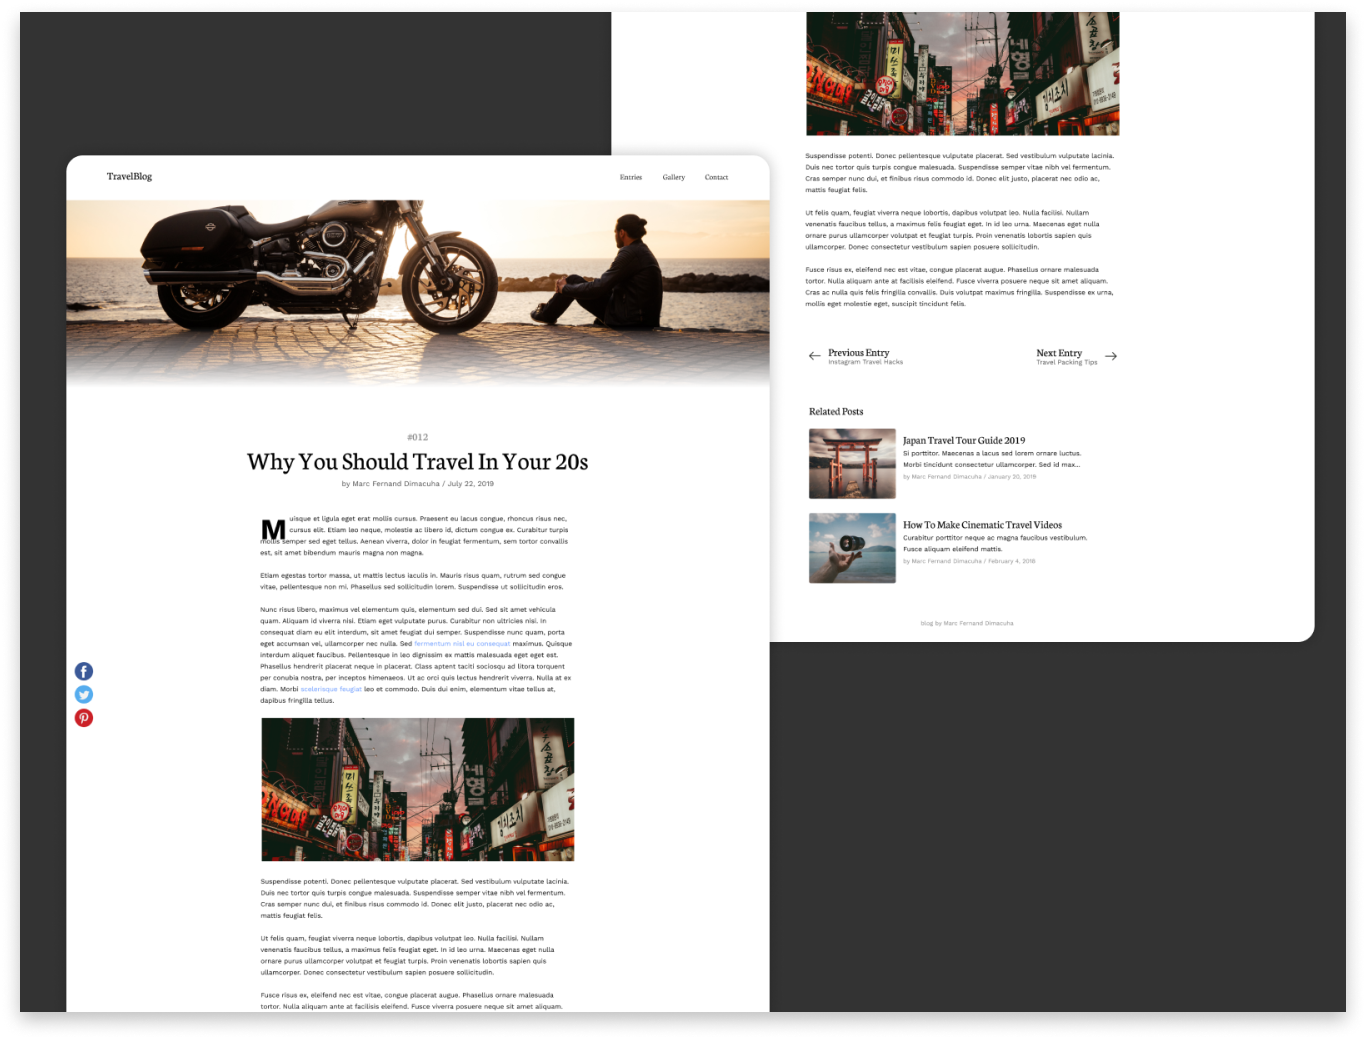 TravelBlog
Entries
Gallery
Contact
#012
Why You Should Travel In Your 20s
by Marc Fernand Dimacuha / July 22, 2019
Muisque et ligula eget erat mollis cursus. Praesent eu lacus congue, rhoncus risus nec,
cursus elit. Etiam leo neque, molestie ac libero id, dictum congue ex. Curabitur turpis
mollis semper sed eget tellus. Aenean viverra, dolor in feugiat fermentum, sem tortor convallis
est, sit amet bibendum mauris magna non magna.
Etiam egestas tortor massa, ut mattis lectus iaculis in. Mauris risus quam, rutrum sed congue
vitae, pellentesque non mi. Phasellus sed sollicitudin lorem. Suspendisse ut sollicitudin eros.
Nunc risus libero, maximus vel elementum quis, elementum sed dui. Sed sit amet vehicula
quam. Aliquam id viverra nisi. Etiam eget vulputate purus. Curabitur non ultricies nisi. In
consequat diam eu elit interdum, sit amet feugiat dui semper. Suspendisse nunc quam, porta
eget accumsan vel, ullamcorper nec nulla. Sed fermentum nisl eu consequat maximus. Quisque
interdum aliquet faucibus. Pellentesque in leo dignissim ex mattis malesuada eget eget est.
Phasellus hendrerit placerat neque in placerat. Class aptent taciti sociosqu ad litora torquent
per conubia nostra, per inceptos himenaeos. Ut ac orci quis lectus hendrerit viverra. Nulla at ex
diam. Morbi scelerisque feugiat leo et commodo. Duis dui enim, elementum vitae tellus at,
dapibus fringilla tellus.
미스롱
네형
소곱창
김치조치
Suspendisse potenti. Donec pellentesque vulputate placerat. Sed vestibulum vulputate lacinia.
Duis nec tortor quis turpis congue malesuada. Suspendisse semper vitae nibh vel fermentum.
Cras semper nunc dui, et finibus risus commodo id. Donec elit justo, placerat nec odio ac,
mattis feugiat felis.
Ut felis quam, feugiat viverra neque lobortis, dapibus volutpat leo. Nulla facilisi. Nullam
venenatis faucibus tellus, a maximus felis feugiat eget. In id leo urna. Maecenas eget nulla
ornare purus ullamcorper volutpat et feugiat turpis. Proin venenatis lobortis sapien quis
ullamcorper. Donec consectetur vestibulum sapien posuere sollicitudin.
Fusce risus ex, eleifend nec est vitae, congue placerat augue. Phasellus ornare malesuada
tortor. Nulla aliquam ante at facilisis eleifend. Fusce viverra posuere neque sit amet aliquam.
미스롱
네형
소곱창
김치조치
Suspendisse potenti. Donec pellentesque vulputate placerat. Sed vestibulum vulputate lacinia.
Duis nec tortor quis turpis congue malesuada. Suspendisse semper vitae nibh vel fermentum.
Cras semper nunc dui, et finibus risus commodo id. Donec elit justo, placerat nec odio ac,
mattis feugiat felis.
Ut felis quam, feugiat viverra neque lobortis, dapibus volutpat leo. Nulla facilisi. Nullam
venenatis faucibus tellus, a maximus felis feugiat eget. In id leo urna. Maecenas eget nulla
ornare purus ullamcorper volutpat et feugiat turpis. Proin venenatis lobortis sapien quis
ullamcorper. Donec consectetur vestibulum sapien posuere sollicitudin.
Fusce risus ex, eleifend nec est vitae, congue placerat augue. Phasellus ornare malesuada
tortor. Nulla aliquam ante at facilisis eleifend. Fusce viverra posuere neque sit amet aliquam.
Cras ac nulla quis felis fringilla convallis. Duis volutpat maximus fringilla. Suspendisse ex urna,
mollis eget molestie eget, suscipit tincidunt felis.
Previous Entry
Instagram Travel Hacks
Next Entry
Travel Packing Tips
Related Posts
Japan Travel Tour Guide 2019
Si porttitor. Maecenas a lacus sed lorem ornare luctus.
Morbi tincidunt consectetur ullamcorper. Sed id max...
by Marc Fernand Dimacuha / January 20, 2019
How To Make Cinematic Travel Videos
Curabitur porttitor neque ac magna faucibus vestibulum.
Fusce aliquam eleifend mattis.
by Marc Fernand Dimacuha / February 4, 2018
blog by Marc Fernand Dimacuha